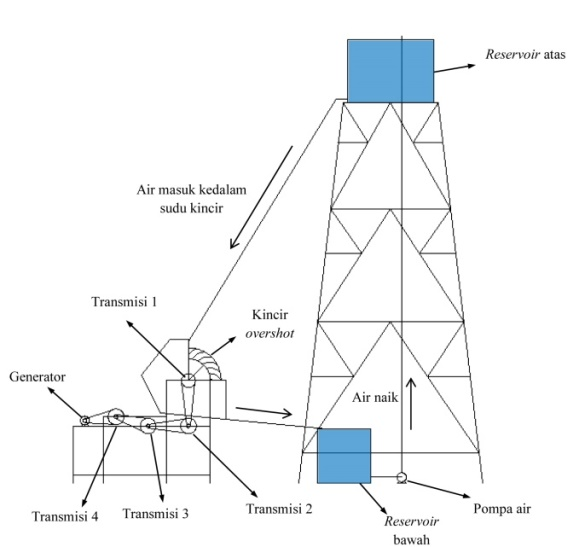 Reservoir atas
Air masuk kedalam
sudu kincir
Transmisi 1
Kincir
overshot
Generator
Air naik
Transmisi 4
Transmisi 3
Transmisi 2
Reservoir
bawah
Pompa air